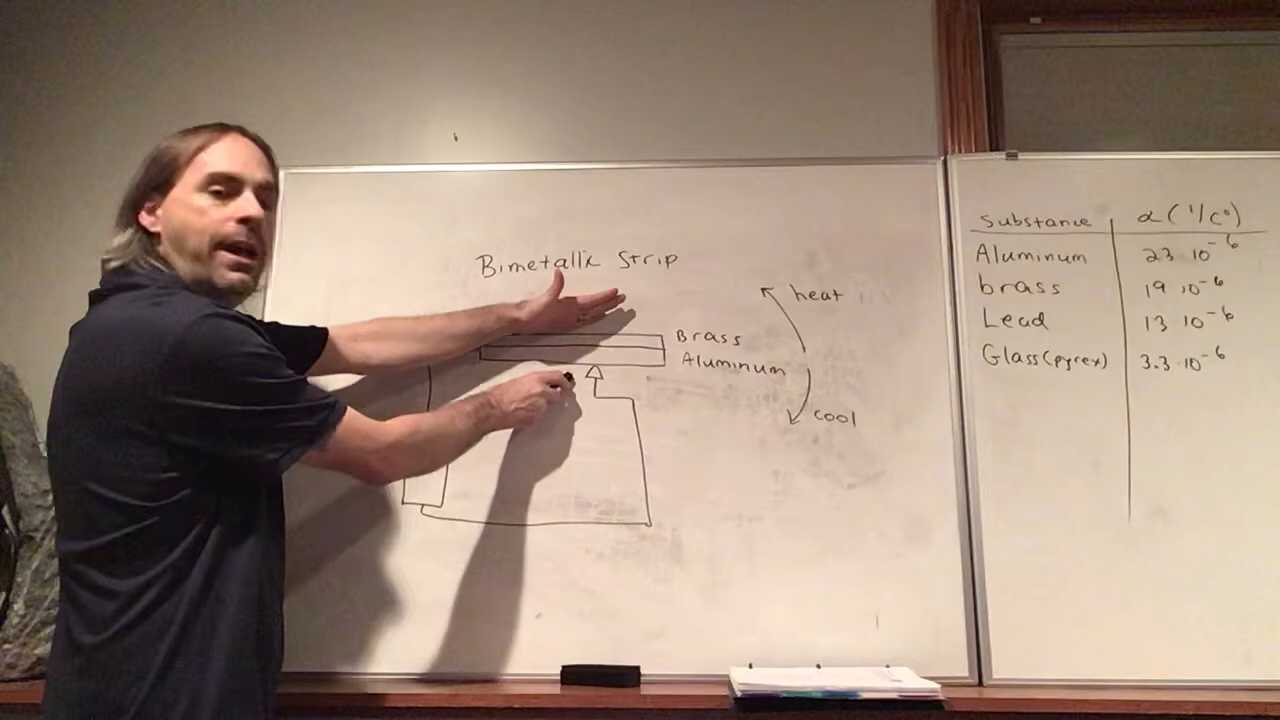 Bimetallic Strip
heat
Brass
Aluminum
cool
Substance α (1/C°)
Aluminum 23·10⁻⁶
brass 19·10⁻⁶
Lead 13·10⁻⁶
Glass(pyrex) 3.3·10⁻⁶